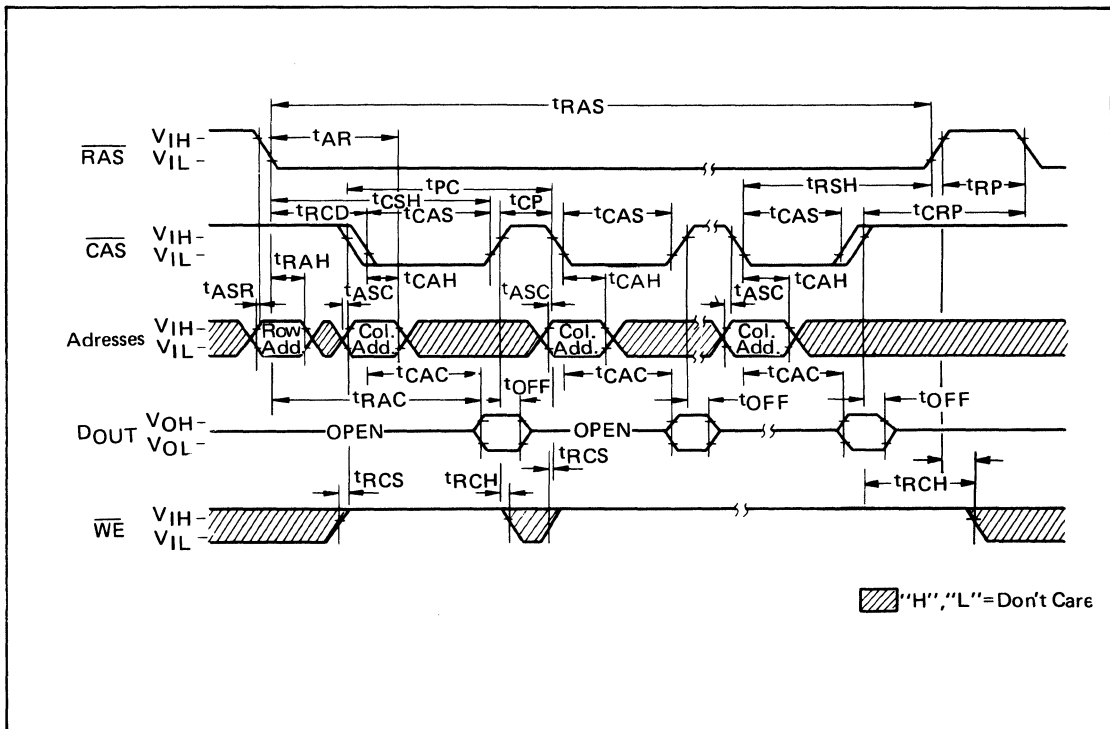 tRAS
tAR
RAS
VIH
VIL
tPC
tRSH
tRP
tCSH
tCP
tRCD
tCAS
tCAS
tCAS
tCRP
CAS
VIH
VIL
tRAH
tCAH
tCAH
tCAH
tASR
tASC
tASC
tASC
Adresses
VIH
VIL
Row Add.
Col. Add.
Col. Add.
Col. Add.
tCAC
tCAC
tCAC
tRAC
tOFF
tOFF
tOFF
DOUT
VOH
VOL
OPEN
OPEN
tRCS
tRCS
tRCH
tRCH
WE
VIH
VIL
"H","L"=Don't Care